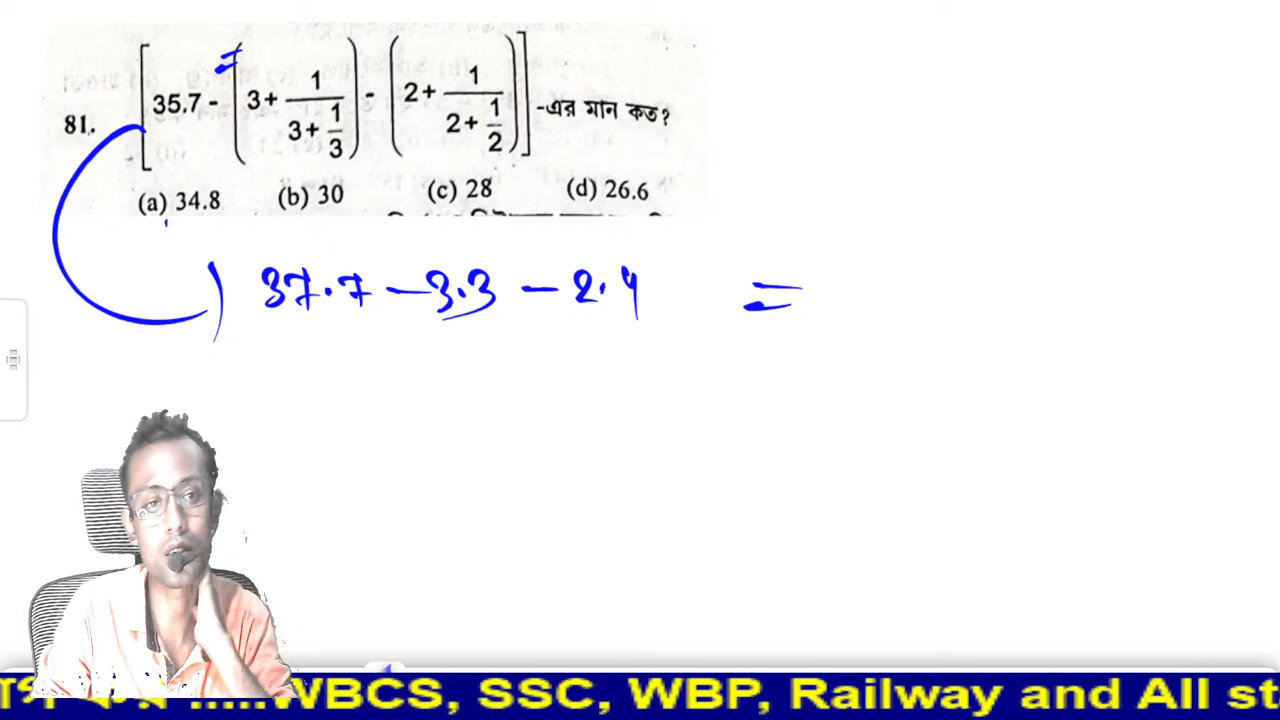 81. [35.7 - (3+ 1/(3+ 1/3)) - (2+ 1/(2+ 1/2))] -এর মান কত?
(a) 34.8 (b) 30 (c) 28 (d) 26.6
) 37.7 - 3.3 - 2.4 =
WBCS, SSC, WBP, Railway and All st